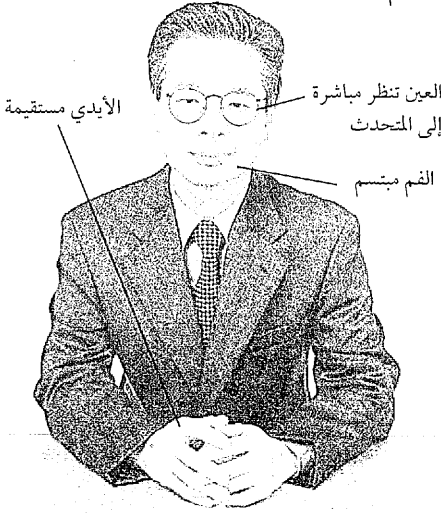 العين تنظر مباشرة
إلى المتحدث
الأيدي مستقيمة
الفم مبتسم